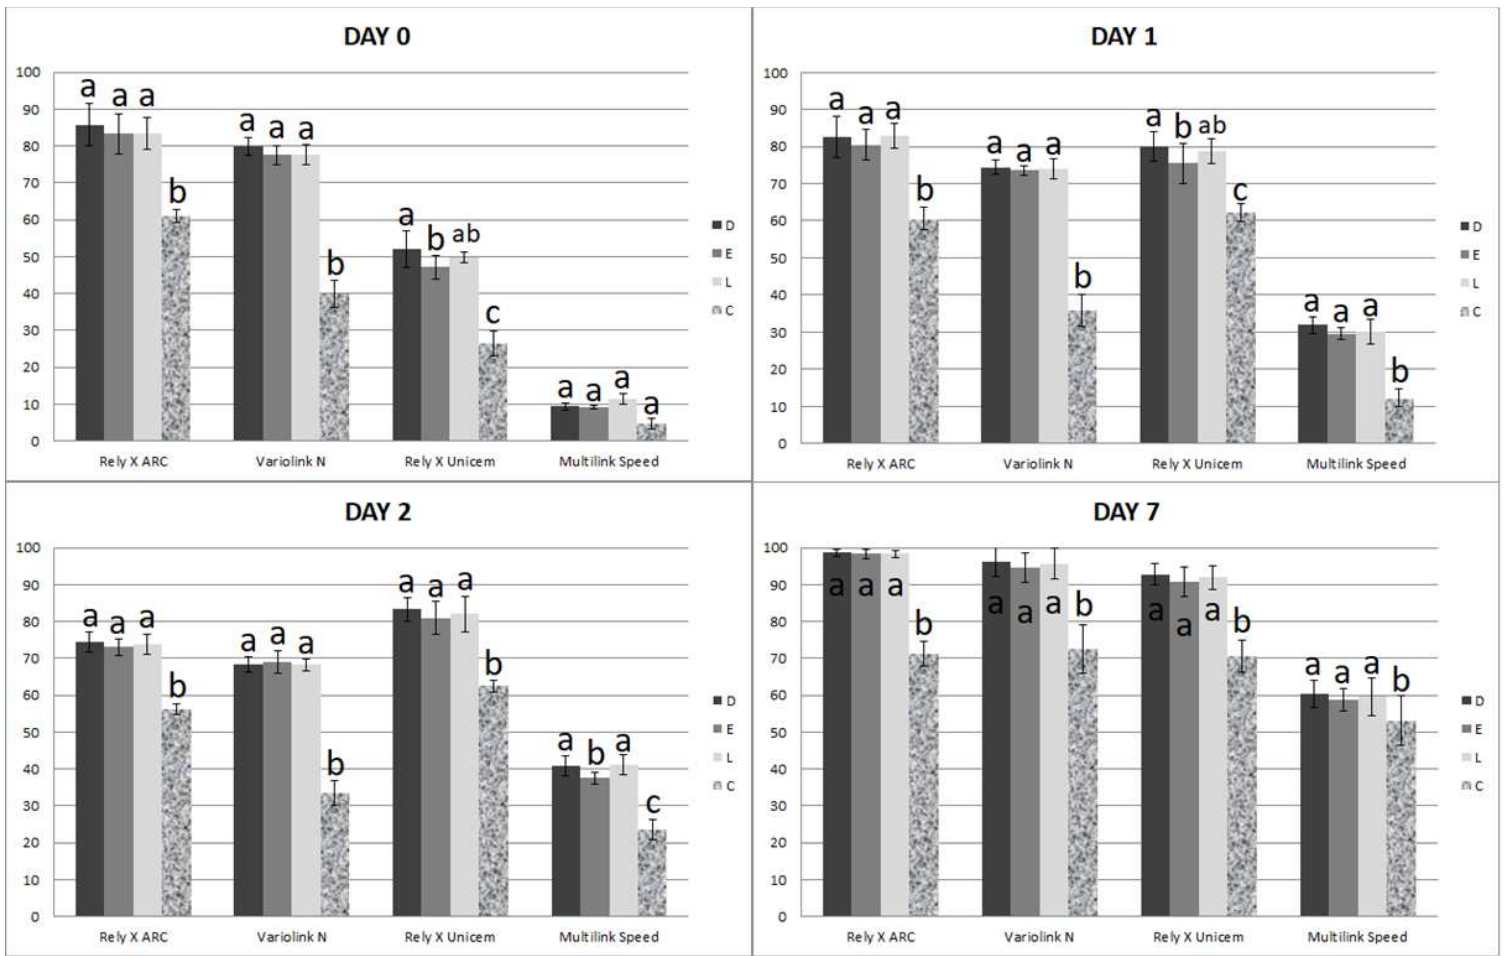 DAY 0
100
90
80
70
60
50
40
30
20
10
0
a a a b
a a a b
a b ab c
a a a a
Rely X ARC Variolink N Rely X Unicem Multilink Speed
D
E
L
C
DAY 1
100
90
80
70
60
50
40
30
20
10
0
a a a b
a a a b
a b ab c
a a a b
Rely X ARC Variolink N Rely X Unicem Multilink Speed
D
E
L
C
DAY 2
100
90
80
70
60
50
40
30
20
10
0
a a a b
a a a b
a a a b
a b a c
Rely X ARC Variolink N Rely X Unicem Multilink Speed
D
E
L
C
DAY 7
100
90
80
70
60
50
40
30
20
10
0
a a a b
a a a b
a a a b
a a a b
Rely X ARC Variolink N Rely X Unicem Multilink Speed
D
E
L
C